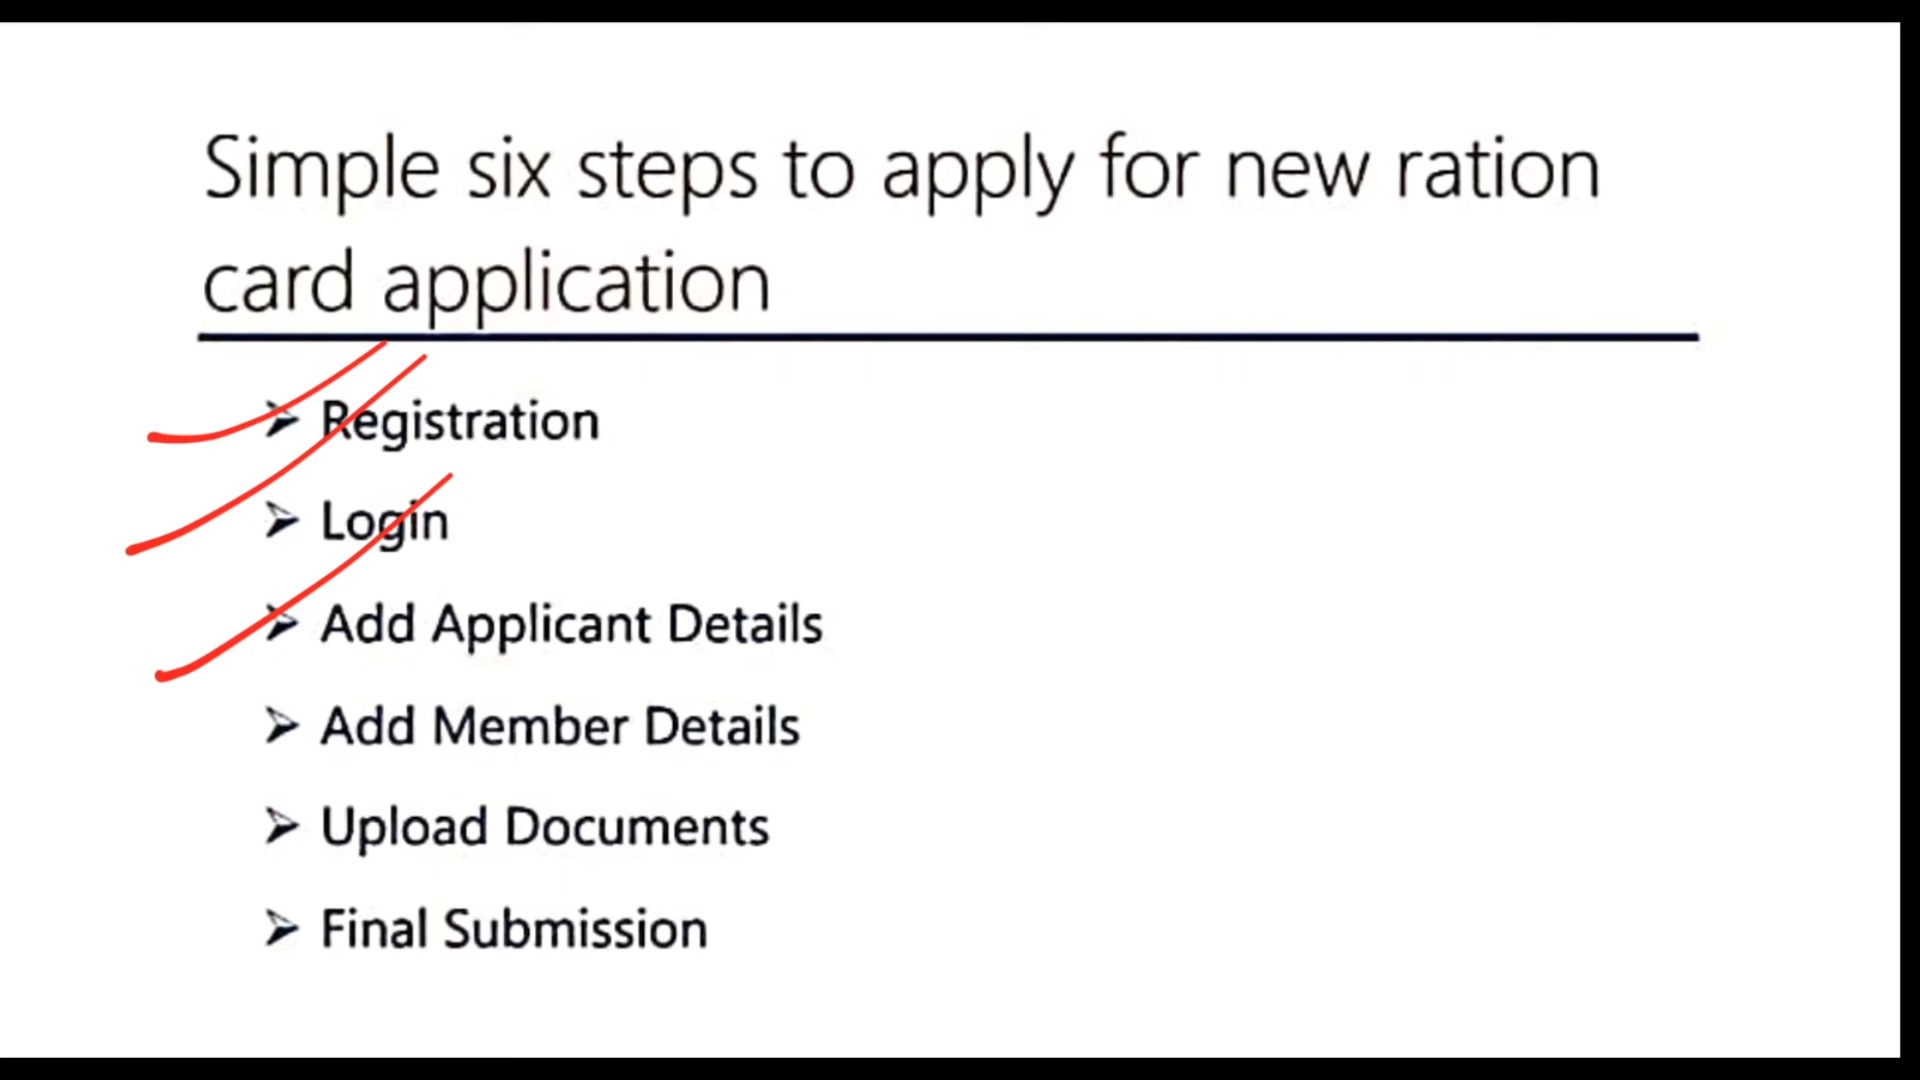 Simple six steps to apply for new ration
card application
Registration
Login
Add Applicant Details
Add Member Details
Upload Documents
Final Submission